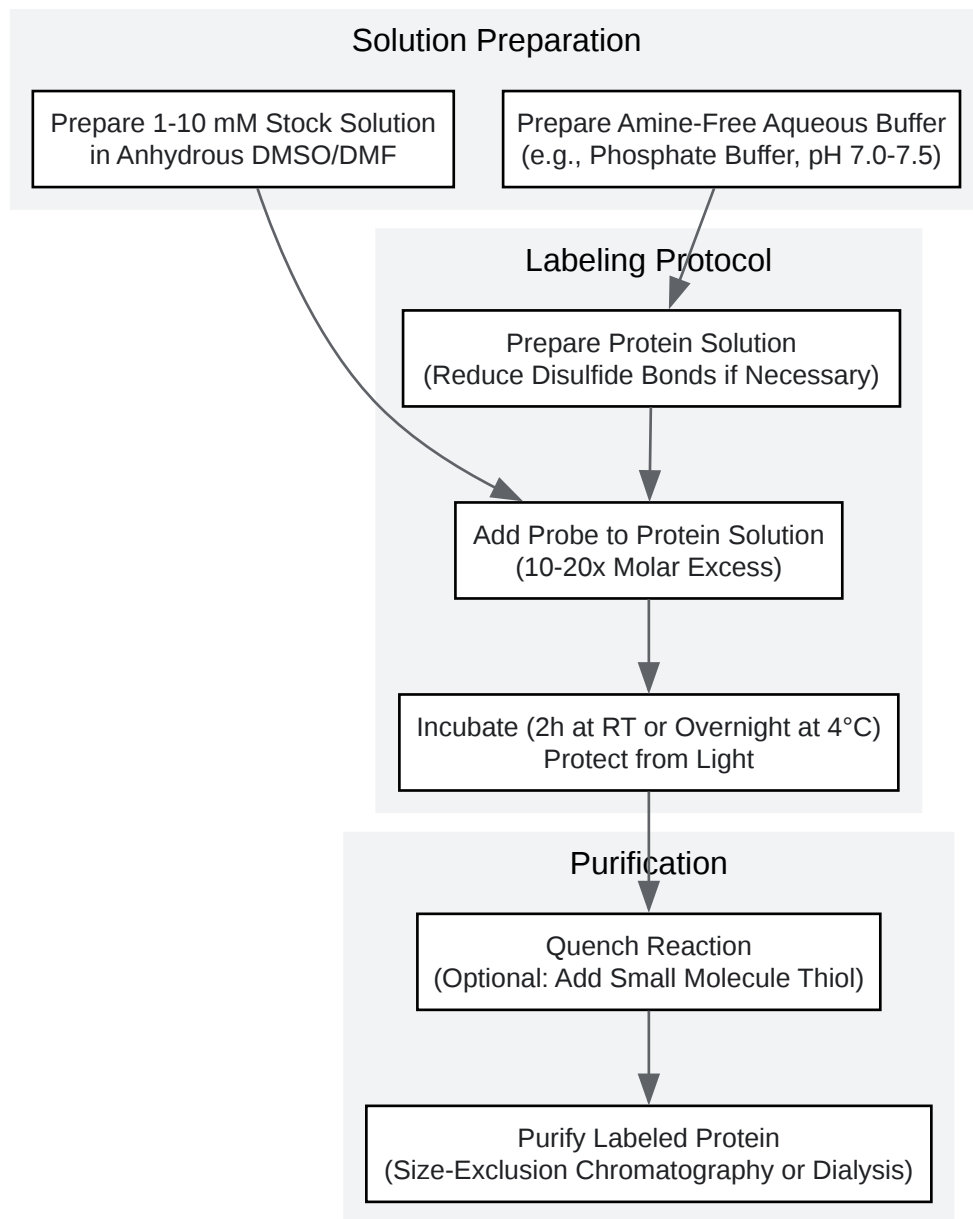 Solution Preparation
Prepare 1-10 mM Stock Solution
in Anhydrous DMSO/DMF
Prepare Amine-Free Aqueous Buffer
(e.g., Phosphate Buffer, pH 7.0-7.5)
Labeling Protocol
Prepare Protein Solution
(Reduce Disulfide Bonds if Necessary)
Add Probe to Protein Solution
(10-20x Molar Excess)
Incubate (2h at RT or Overnight at 4°C)
Protect from Light
Purification
Quench Reaction
(Optional: Add Small Molecule Thiol)
Purify Labeled Protein
(Size-Exclusion Chromatography or Dialysis)